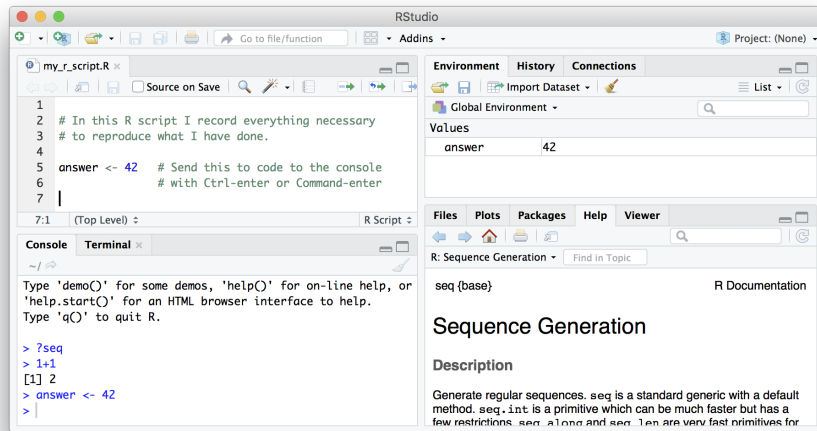 RStudio
Go to file/function
Addins
Project: (None)
my_r_script.R
Source on Save
1
2 # In this R script I record everything necessary
3 # to reproduce what I have done.
4
5 answer <- 42 # Send this to code to the console
6 # with Ctrl-enter or Command-enter
7
7:1 (Top Level) R Script
Console Terminal
~/
Type 'demo()' for some demos, 'help()' for on-line help, or
'help.start()' for an HTML browser interface to help.
Type 'q()' to quit R.
> ?seq
> 1+1
[1] 2
> answer <- 42
>
Environment History Connections
Import Dataset List
Global Environment
Values
answer 42
Files Plots Packages Help Viewer
R: Sequence Generation Find in Topic
seq {base} R Documentation
Sequence Generation
Description
Generate regular sequences. seq is a standard generic with a default
method. seq.int is a primitive which can be much faster but has a
few restrictions. seq_along and seq_len are very fast primitives for